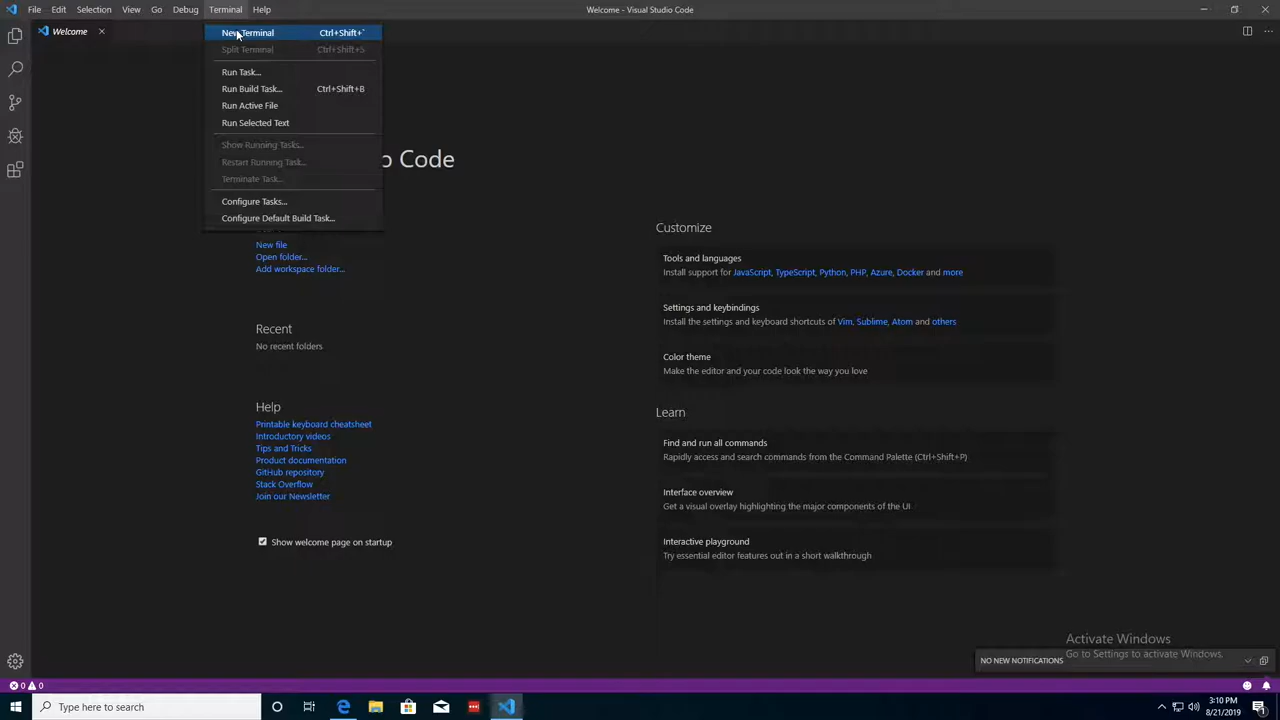 File Edit Selection View Go Debug Terminal Help Welcome - Visual Studio Code
Welcome
New Terminal Ctrl+Shift+`
Split Terminal Ctrl+Shift+5
Run Task...
Run Build Task... Ctrl+Shift+B
Run Active File
Run Selected Text
Show Running Tasks...
Restart Running Task...
Terminate Task...
Configure Tasks...
Configure Default Build Task...
Code
New file
Open folder...
Add workspace folder...
Recent
No recent folders
Help
Printable keyboard cheatsheet
Introductory videos
Tips and Tricks
Product documentation
GitHub repository
Stack Overflow
Join our Newsletter
Show welcome page on startup
Customize
Tools and languages
Install support for JavaScript, TypeScript, Python, PHP, Azure, Docker and more
Settings and keybindings
Install the settings and keyboard shortcuts of Vim, Sublime, Atom and others
Color theme
Make the editor and your code look the way you love
Learn
Find and run all commands
Rapidly access and search commands from the Command Palette (Ctrl+Shift+P)
Interface overview
Get a visual overlay highlighting the major components of the UI
Interactive playground
Try essential editor features out in a short walkthrough
Activate Windows
Go to Settings to activate Windows.
NO NEW NOTIFICATIONS
0 0
Type here to search
3:10 PM
8/21/2019